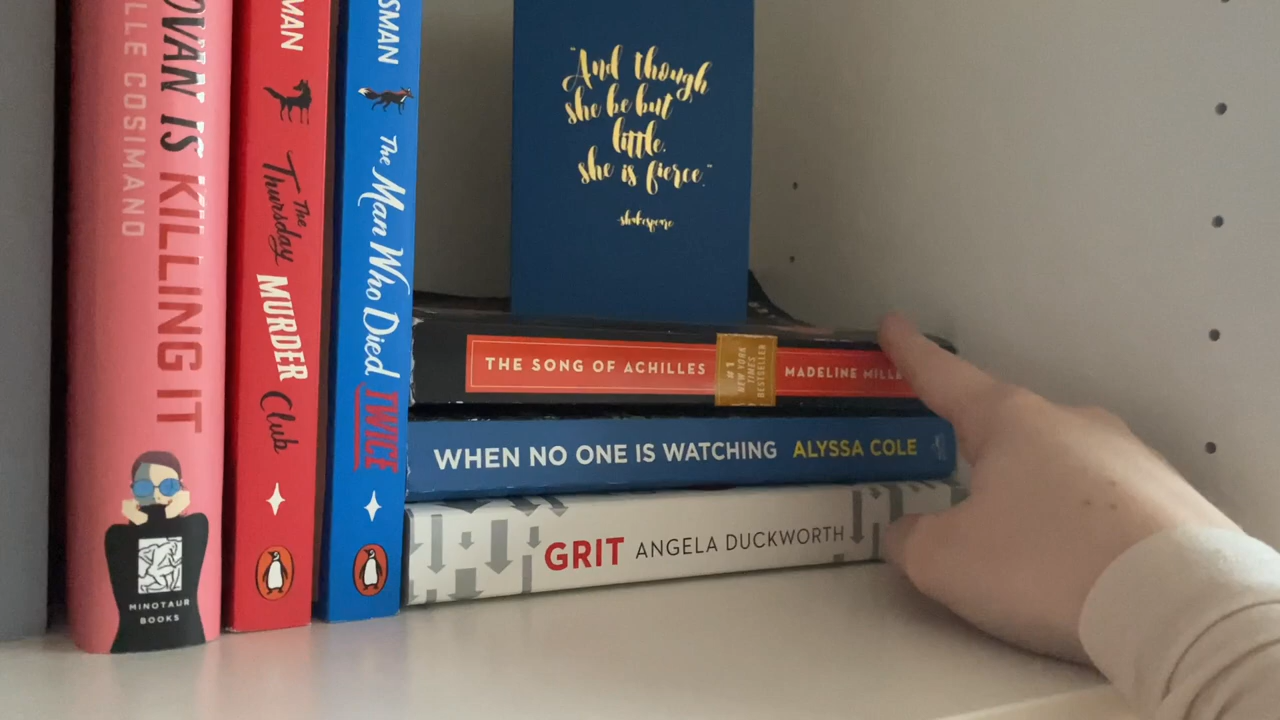 OVAN IS KILLING IT
LLE COSIMANO
MINOTAUR
BOOKS
MAN
The
Thursday
MURDER
Club
SMAN
The Man Who Died
TWICE
"And though
she be but
little,
she is fierce"
-shakespeare
THE SONG OF ACHILLES
#1
NEW YORK
TIMES
BESTSELLER
MADELINE MILLE
WHEN NO ONE IS WATCHING ALYSSA COLE
GRIT ANGELA DUCKWORTH